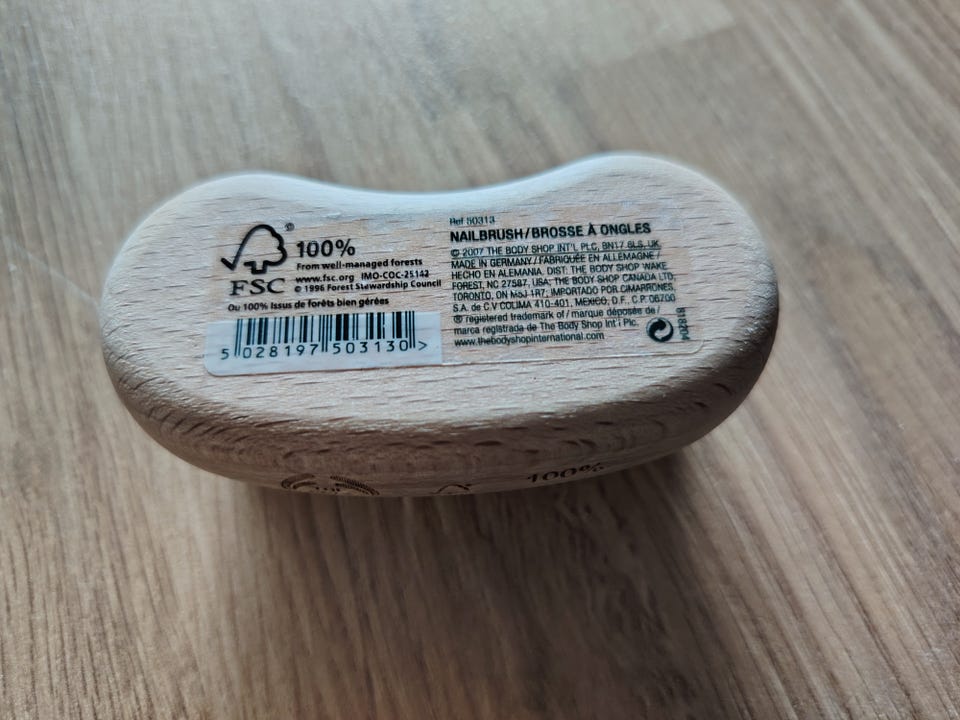 ®
100%
From well-managed forests
FSC www.fsc.org IMO-COC-25142
© 1996 Forest Stewardship Council
Ou 100% Issus de forêts bien gérées
5 028197 503130 >
Ref 50313
NAILBRUSH/BROSSE À ONGLES
© 2007 THE BODY SHOP INT'L PLC, BN17 6LS, UK
MADE IN GERMANY / FABRIQUÉE EN ALLEMAGNE /
HECHO EN ALEMANIA. DIST. THE BODY SHOP WAKE
FOREST, NC 27587, USA; THE BODY SHOP CANADA LTD,
TORONTO, ON M5J 1R7; IMPORTADO POR CIMARRONES,
S.A. de C.V COLIMA 410-401, MEXICO, D.F., C.P. 06700
® registered trademark of / marque déposée de /
marca registrada de The Body Shop Int'l Plc.
www.thebodyshopinternational.com
100%